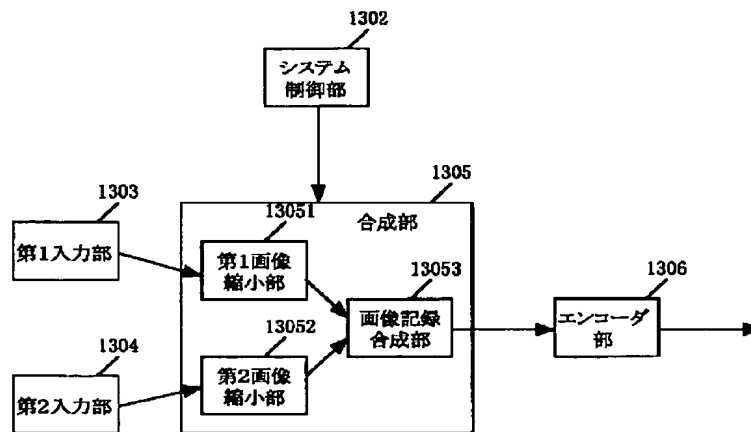 1302
システム
制御部
1303
第1入力部
1304
第2入力部
1305
合成部
13051
第1画像
縮小部
13052
第2画像
縮小部
13053
画像記録
合成部
1306
エンコーダ
部